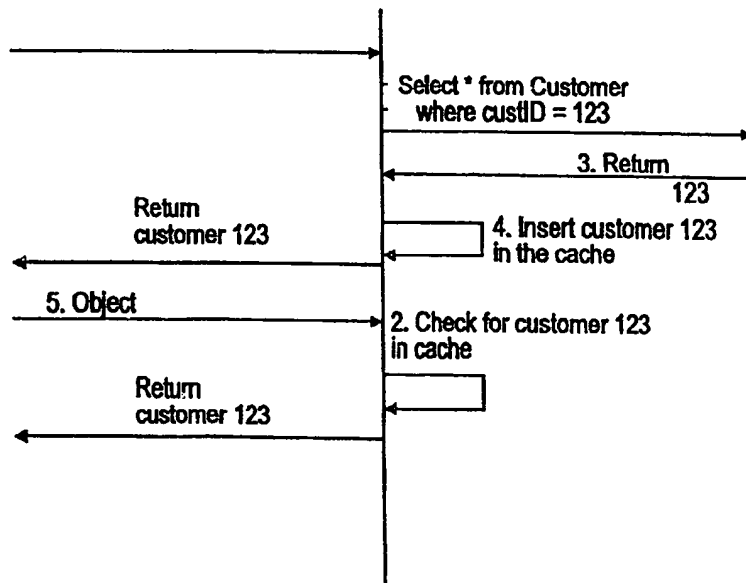 Select * from Customer
where custID = 123
3. Return
123
Return
customer 123
4. Insert customer 123
in the cache
5. Object
2. Check for customer 123
in cache
Return
customer 123